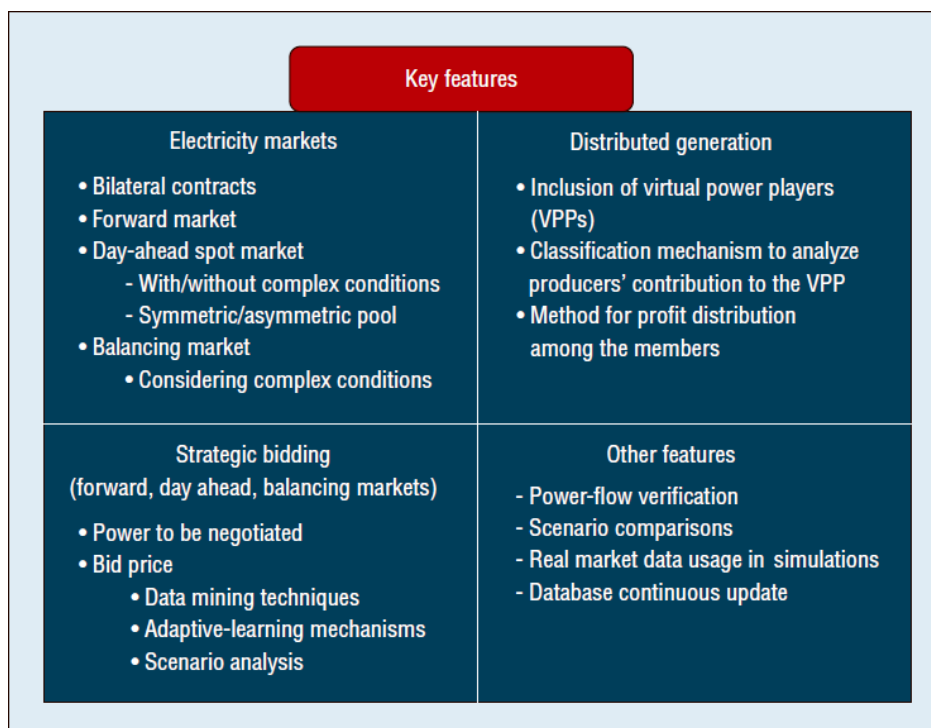 Key features
Electricity markets
• Bilateral contracts
• Forward market
• Day-ahead spot market
- With/without complex conditions
- Symmetric/asymmetric pool
• Balancing market
• Considering complex conditions
Distributed generation
• Inclusion of virtual power players
(VPPs)
• Classification mechanism to analyze
producers’ contribution to the VPP
• Method for profit distribution
among the members
Strategic bidding
(forward, day ahead, balancing markets)
• Power to be negotiated
• Bid price
• Data mining techniques
• Adaptive-learning mechanisms
• Scenario analysis
Other features
- Power-flow verification
- Scenario comparisons
- Real market data usage in simulations
- Database continuous update